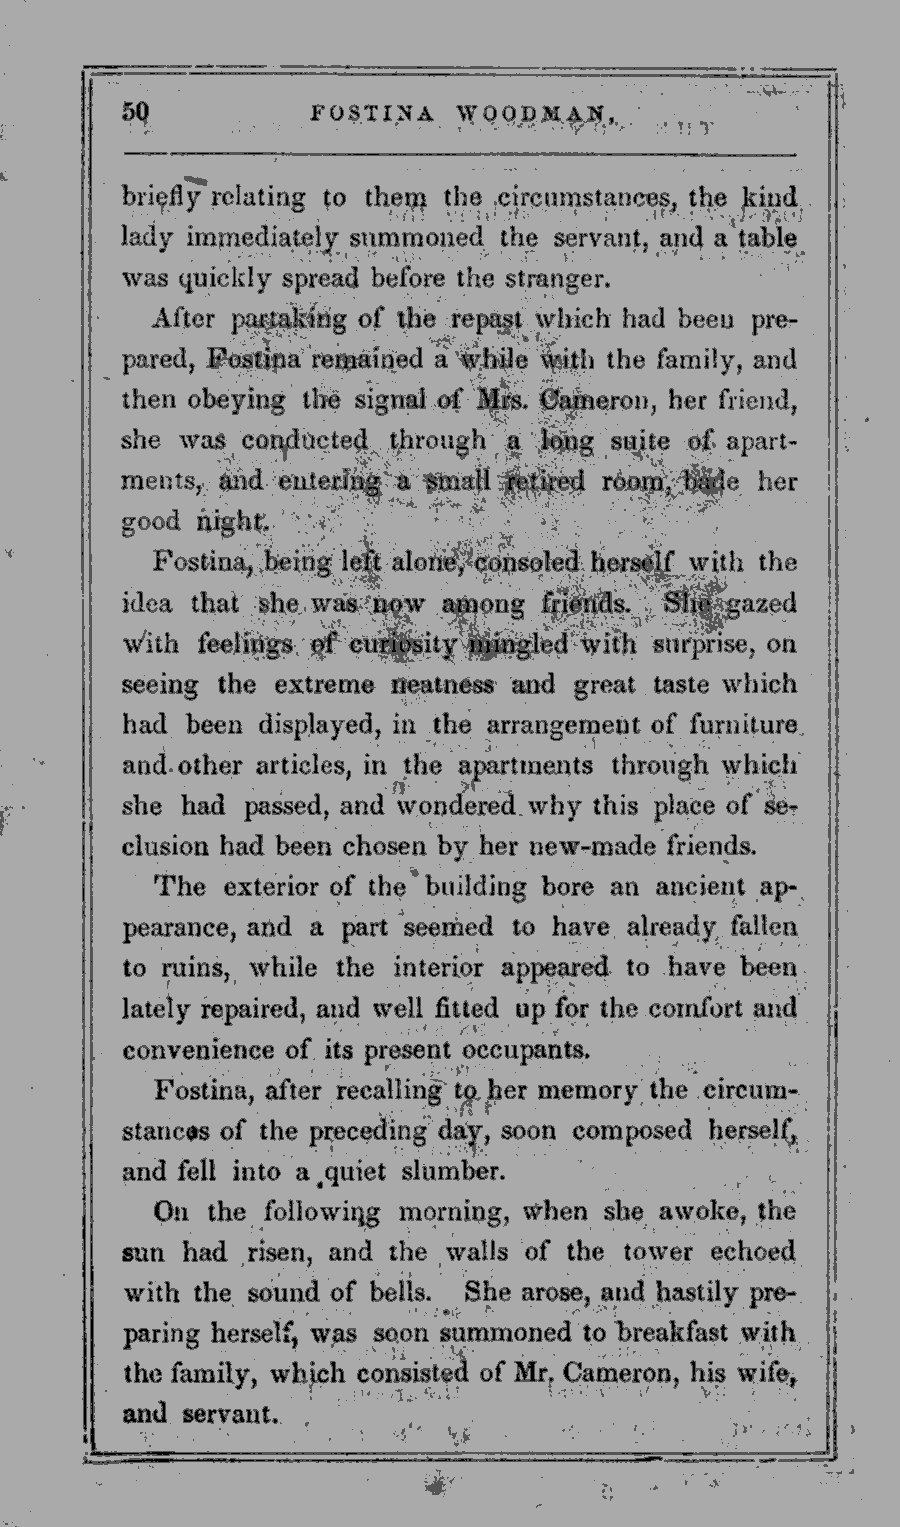 50 FOSTINA WOODMAN,
briefly relating to them the circumstances, the kind
lady immediately summoned the servant, and a table
was quickly spread before the stranger.
After partaking of the repast which had been pre-
pared, Fostina remained a while with the family, and
then obeying the signal of Mrs. Cameron, her friend,
she was conducted through a long suite of apart-
ments, and entering a small retired room, bade her
good night.
Fostina, being left alone, consoled herself with the
idea that she was now among friends. She gazed
with feelings of curiosity mingled with surprise, on
seeing the extreme neatness and great taste which
had been displayed, in the arrangement of furniture
and other articles, in the apartments through which
she had passed, and wondered why this place of se-
clusion had been chosen by her new-made friends.
The exterior of the building bore an ancient ap-
pearance, and a part seemed to have already fallen
to ruins, while the interior appeared to have been
lately repaired, and well fitted up for the comfort and
convenience of its present occupants.
Fostina, after recalling to her memory the circum-
stances of the preceding day, soon composed herself,
and fell into a quiet slumber.
On the following morning, when she awoke, the
sun had risen, and the walls of the tower echoed
with the sound of bells. She arose, and hastily pre-
paring herself, was soon summoned to breakfast with
the family, which consisted of Mr. Cameron, his wife,
and servant.